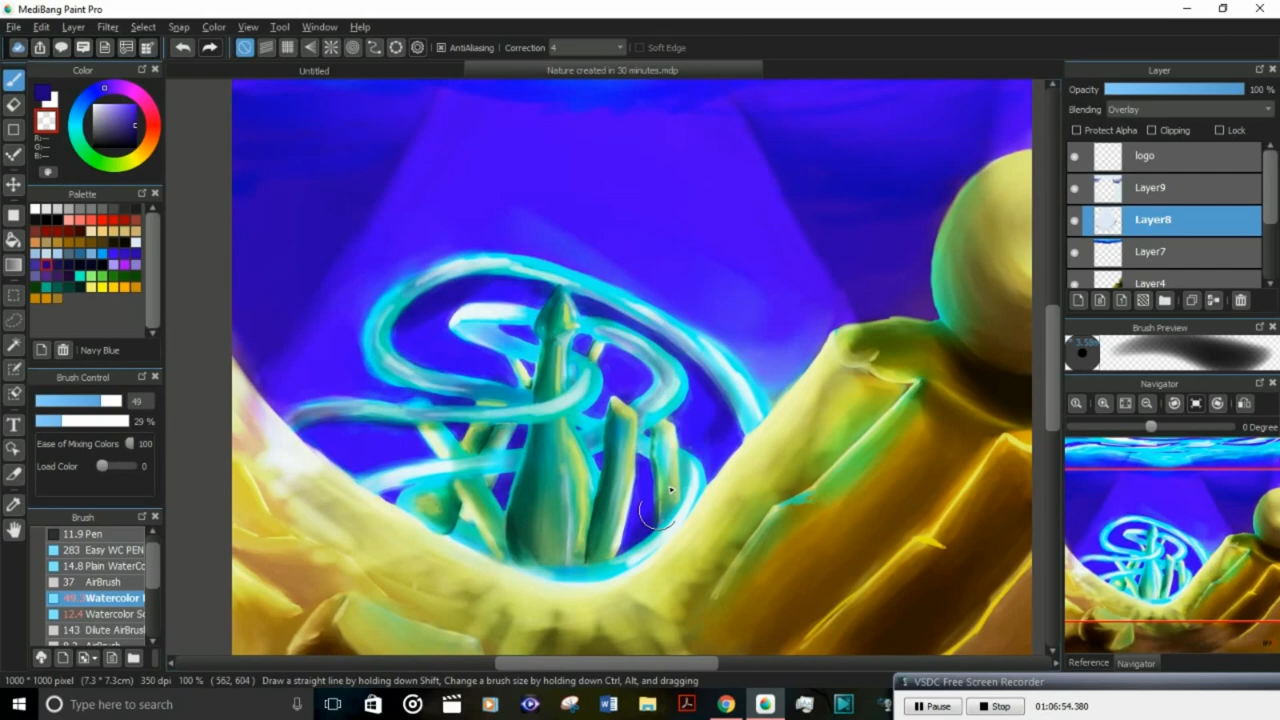 MediBang Paint Pro
File Edit Layer Filter Select Snap Color View Tool Window Help
AntiAliasing Correction 4 Soft Edge
Untitled Nature created in 30 minutes.mdp
Color
R:---
G:---
B:---
Palette
Navy Blue
Brush Control
49
29 %
Ease of Mixing Colors 100
Load Color 0
Brush
11.9 Pen
283 Easy WC PEN
14.8 Plain WaterCo
37 AirBrush
Watercolor
12.4 Watercolor So
143 Dilute AirBrush
AirBrush
Layer
Opacity 100 %
Blending Overlay
Protect Alpha Clipping Lock
logo
Layer9
Layer8
Layer7
Layer4
Brush Preview
Navigator
0 Degree
Reference Navigator
1000 * 1000 pixel (7.3 * 7.3cm) 350 dpi 100 % ( 562, 604 ) Draw a straight line by holding down Shift, Change a brush size by holding down Ctrl, Alt, and dragging
Type here to search
VSDC Free Screen Recorder
Pause Stop 01:06:54.380